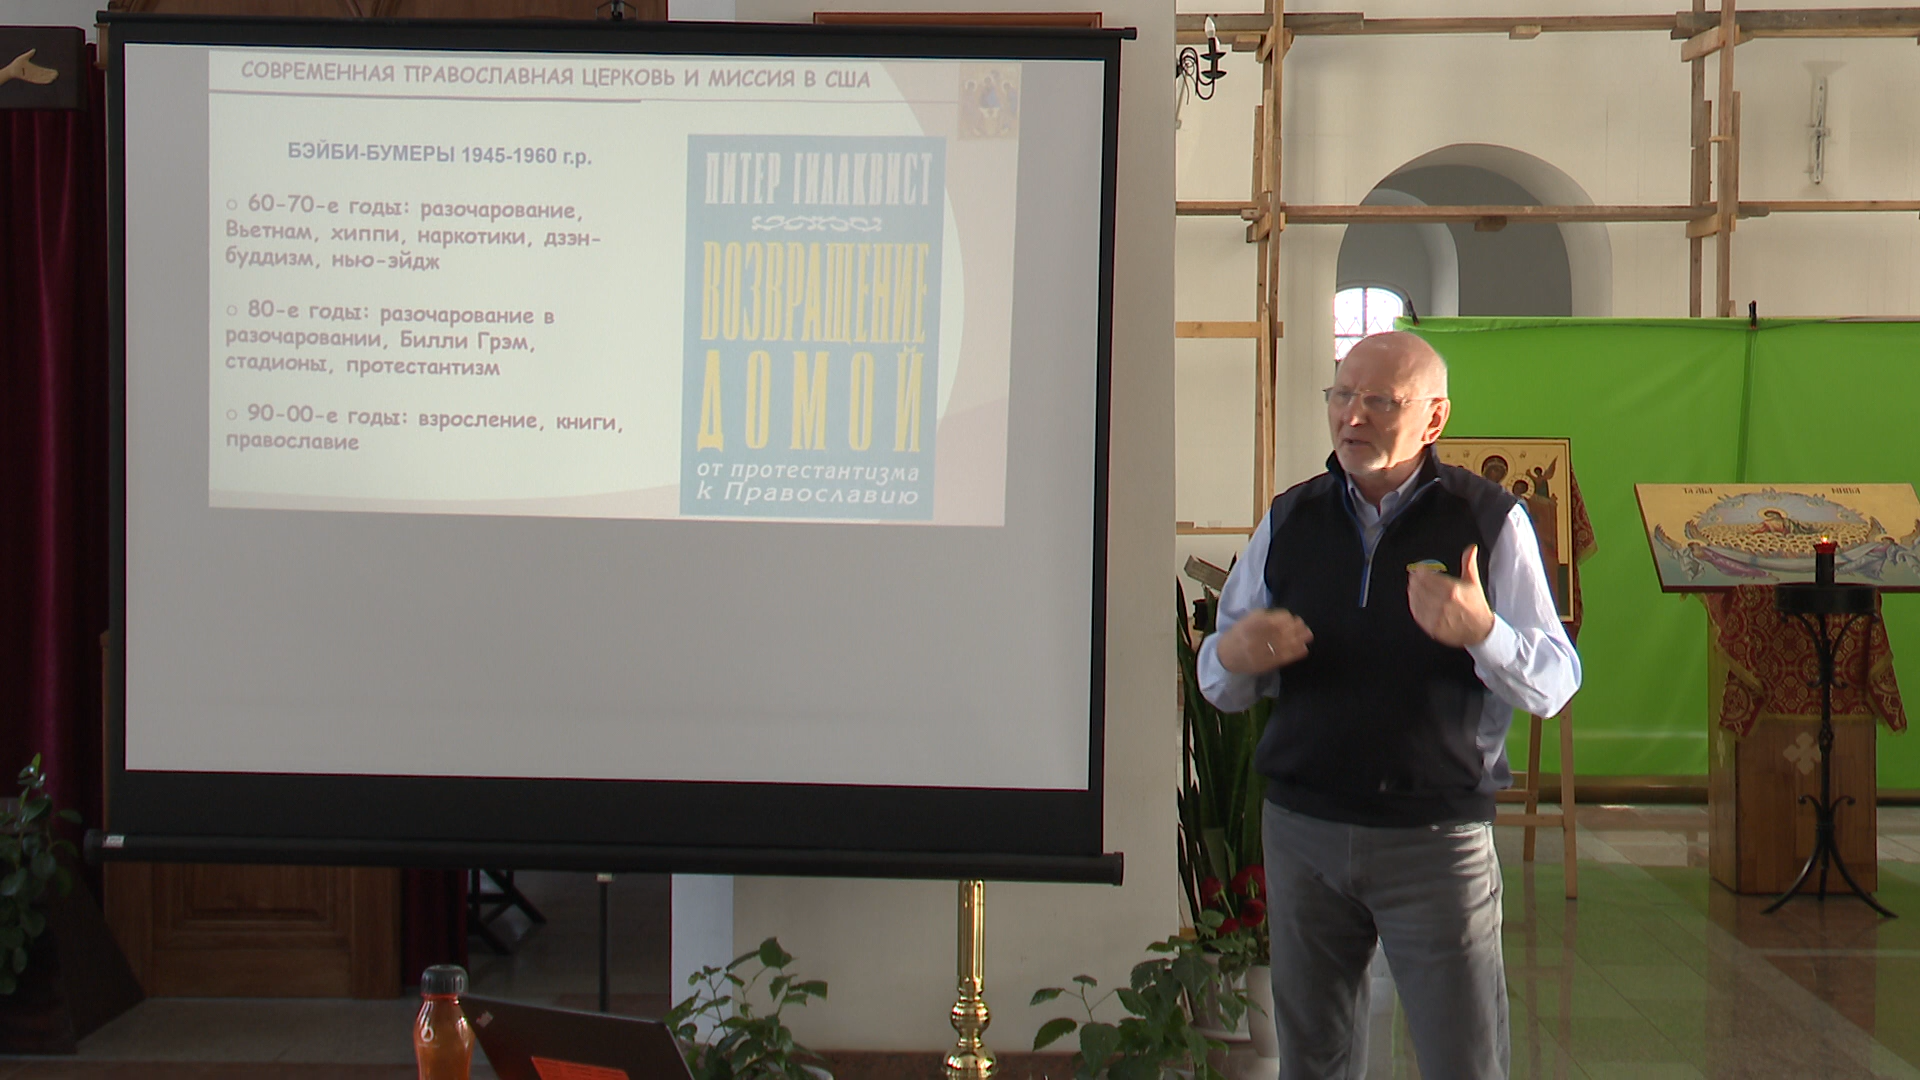 СОВРЕМЕННАЯ ПРАВОСЛАВНАЯ ЦЕРКОВЬ И МИССИЯ В США
БЭЙБИ-БУМЕРЫ 1945-1960 г.р.
○ 60-70-е годы: разочарование,
Вьетнам, хиппи, наркотики, дзэн-
буддизм, нью-эйдж
○ 80-е годы: разочарование в
разочаровании, Билли Грэм,
стадионы, протестантизм
○ 90-00-е годы: взросление, книги,
православие
ПИТЕР ГИЛЛКВИСТ
ВОЗВРАЩЕНИЕ
ДОМОЙ
от протестантизма
к Православию